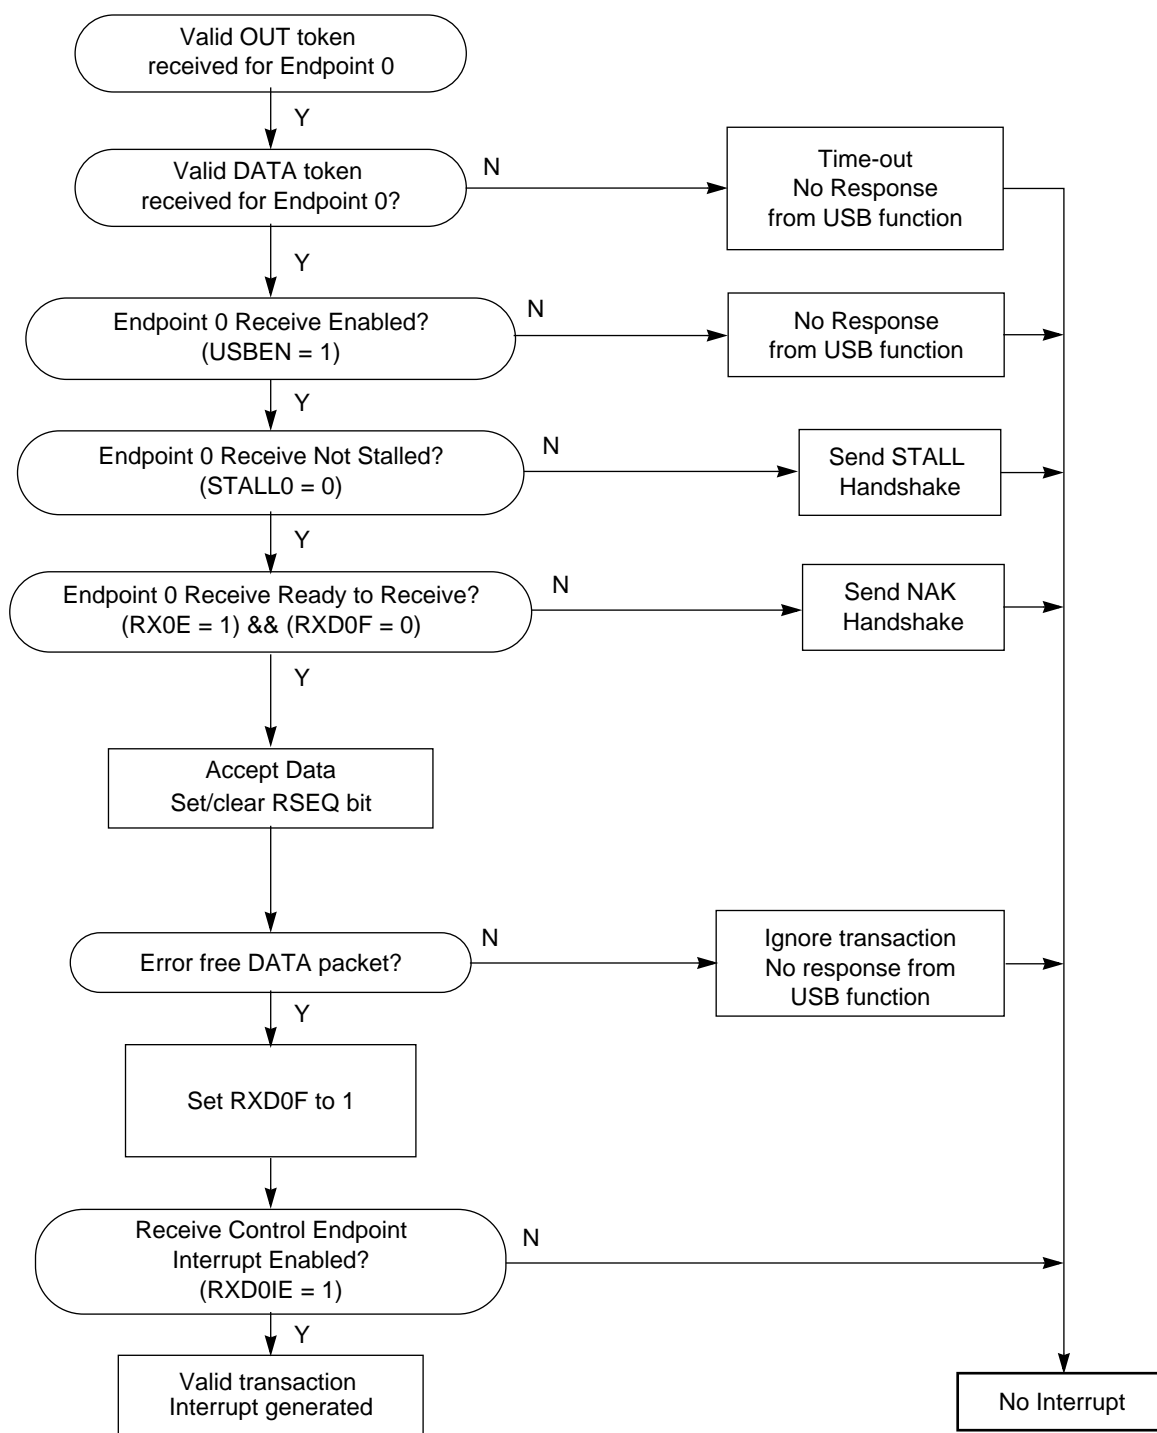 Valid OUT token
received for Endpoint 0
Y
Valid DATA token
received for Endpoint 0?
N
Time-out
No Response
from USB function
Y
Endpoint 0 Receive Enabled?
(USBEN = 1)
N
No Response
from USB function
Y
Endpoint 0 Receive Not Stalled?
(STALL0 = 0)
N
Send STALL
Handshake
Y
Endpoint 0 Receive Ready to Receive?
(RX0E = 1) && (RXD0F = 0)
N
Send NAK
Handshake
Y
Accept Data
Set/clear RSEQ bit
Error free DATA packet?
N
Ignore transaction
No response from
USB function
Y
Set RXD0F to 1
Receive Control Endpoint
Interrupt Enabled?
(RXD0IE = 1)
N
Y
Valid transaction
Interrupt generated
No Interrupt